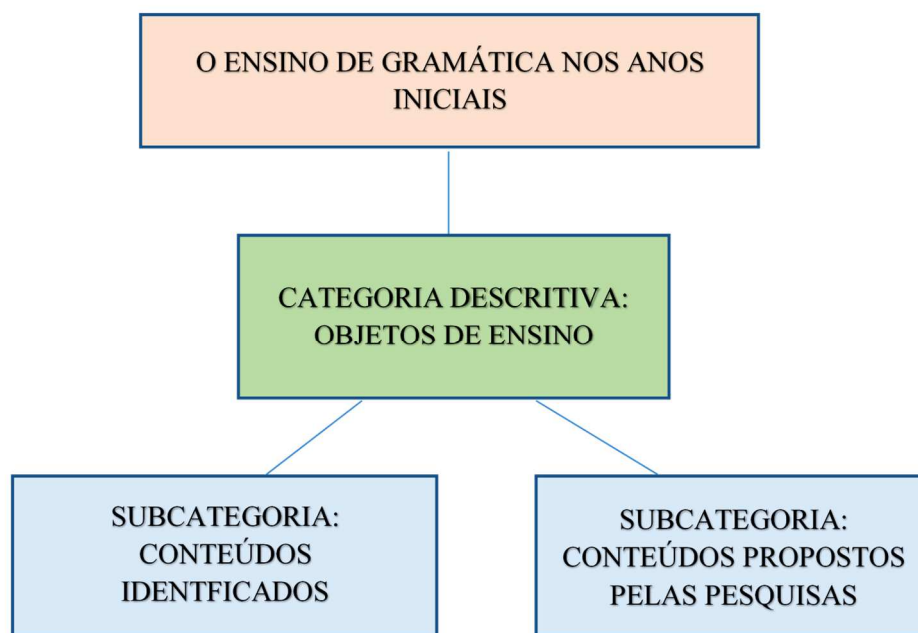 O ENSINO DE GRAMÁTICA NOS ANOS
INICIAIS
CATEGORIA DESCRITIVA:
OBJETOS DE ENSINO
SUBCATEGORIA:
CONTEÚDOS
IDENTFICADOS
SUBCATEGORIA:
CONTEÚDOS PROPOSTOS
PELAS PESQUISAS